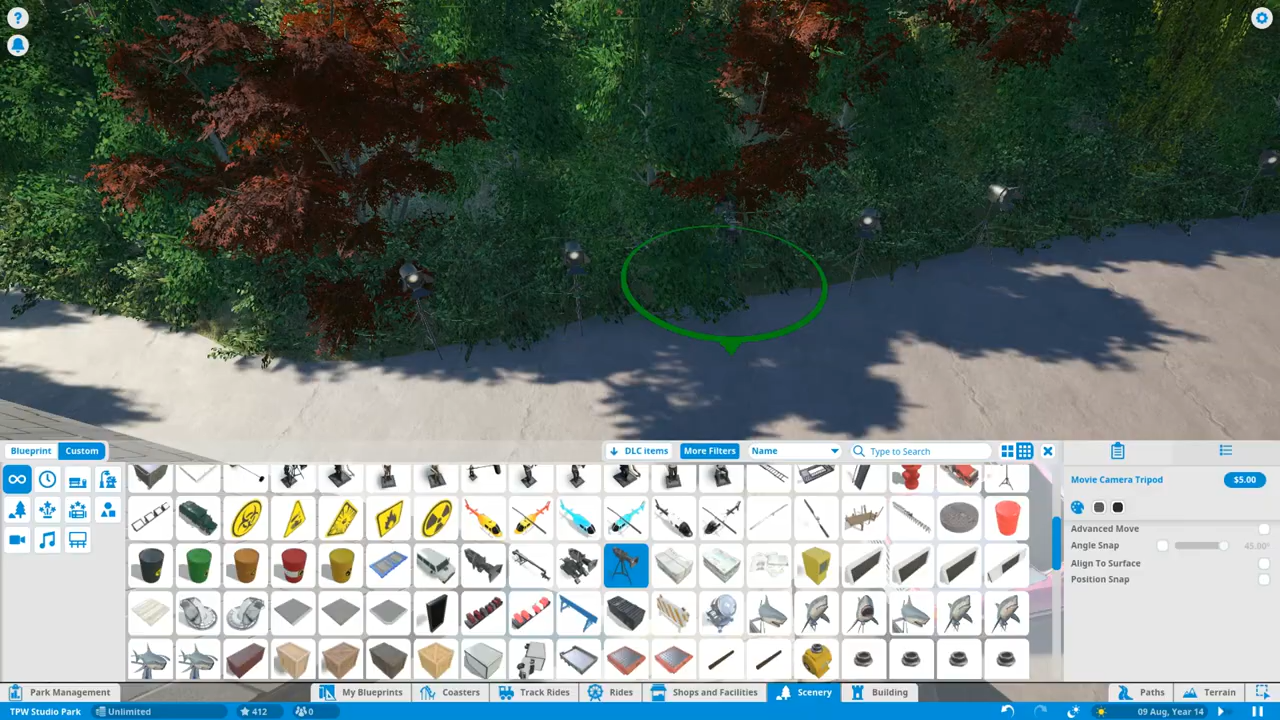 ?
Blueprint Custom
DLC items More Filters Name Type to Search
Movie Camera Tripod $5.00
Advanced Move
Angle Snap 45.00°
Align To Surface
Position Snap
Park Management My Blueprints Coasters Track Rides Rides Shops and Facilities Scenery Building Paths Terrain
TPW Studio Park Unlimited 412 0 09 Aug, Year 14